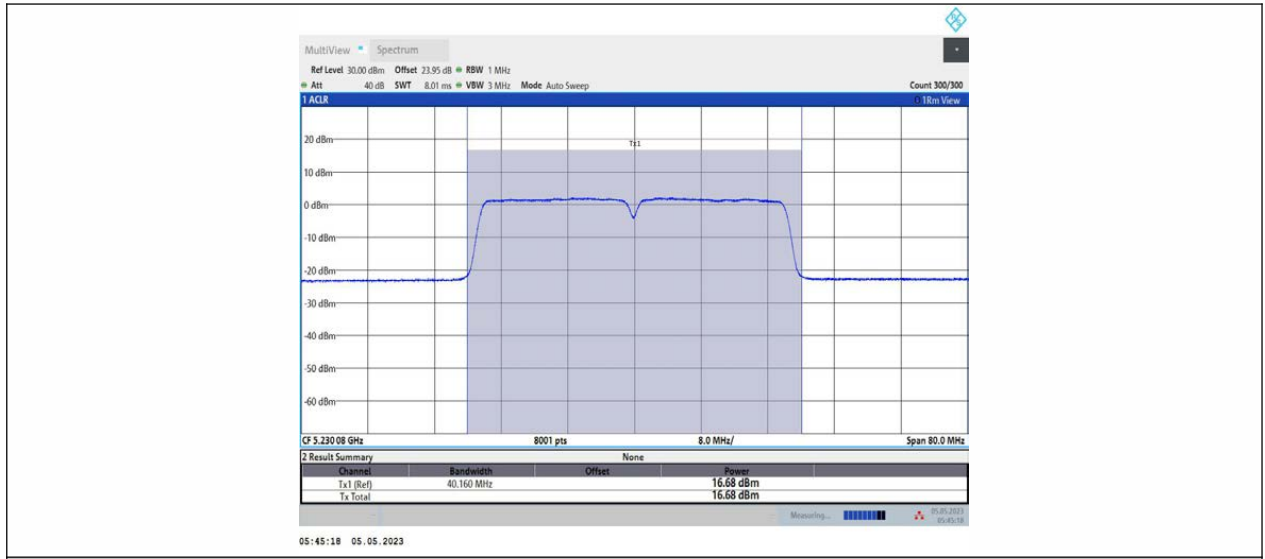 MultiView Spectrum
Ref Level 30.00 dBm Offset 23.95 dB RBW 1 MHz
Att 40 dB SWT 8.01 ms VBW 3 MHz Mode Auto Sweep Count 300/300
1 ACLR 1Rm View
Tx1
20 dBm
10 dBm
0 dBm
-10 dBm
-20 dBm
-30 dBm
-40 dBm
-50 dBm
-60 dBm
CF 5.230 08 GHz 8001 pts 8.0 MHz/ Span 80.0 MHz
2 Result Summary None
Channel Bandwidth Offset Power
Tx1 (Ref) 40.160 MHz 16.68 dBm
Tx Total 16.68 dBm
Measuring... 05.05.2023
05:45:18
05:45:18 05.05.2023